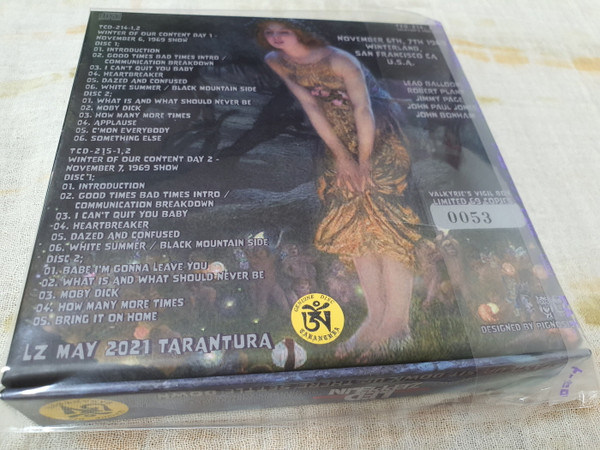 TCD-214-1,2
WINTER OF OUR CONTENT DAY 1 -
NOVEMBER 6, 1969 SHOW
DISC 1;
01. INTRODUCTION
02. GOOD TIMES BAD TIMES INTRO /
COMMUNICATION BREAKDOWN
03. I CAN'T QUIT YOU BABY
04. HEARTBREAKER
05. DAZED AND CONFUSED
06. WHITE SUMMER / BLACK MOUNTAIN SIDE
DISC 2;
01. WHAT IS AND WHAT SHOULD NEVER BE
02. MOBY DICK
03. HOW MANY MORE TIMES
04. APPLAUSE
05. C'MON EVERYBODY
06. SOMETHING ELSE
TCD-215-1,2
WINTER OF OUR CONTENT DAY 2 -
NOVEMBER 7, 1969 SHOW
DISC 1;
01. INTRODUCTION
02. GOOD TIMES BAD TIMES INTRO /
COMMUNICATION BREAKDOWN
03. I CAN'T QUIT YOU BABY
04. HEARTBREAKER
05. DAZED AND CONFUSED
06. WHITE SUMMER / BLACK MOUNTAIN SIDE
DISC 2;
01. BABE I'M GONNA LEAVE YOU
02. WHAT IS AND WHAT SHOULD NEVER BE
03. MOBY DICK
04. HOW MANY MORE TIMES
05. BRING IT ON HOME
LZ MAY 2021 TARANTURA
NOVEMBER 6TH, 7TH 1969
WINTERLAND
SAN FRANCISCO CA
U.S.A.
LEAD BALLOON
ROBERT PLANT
JIMMY PAGE
JOHN PAUL JONES
JOHN BONHAM
LIMITED 69 COPIES
0053
GENUINE DISC
ॐ
TARANTURA
DESIGNED BY